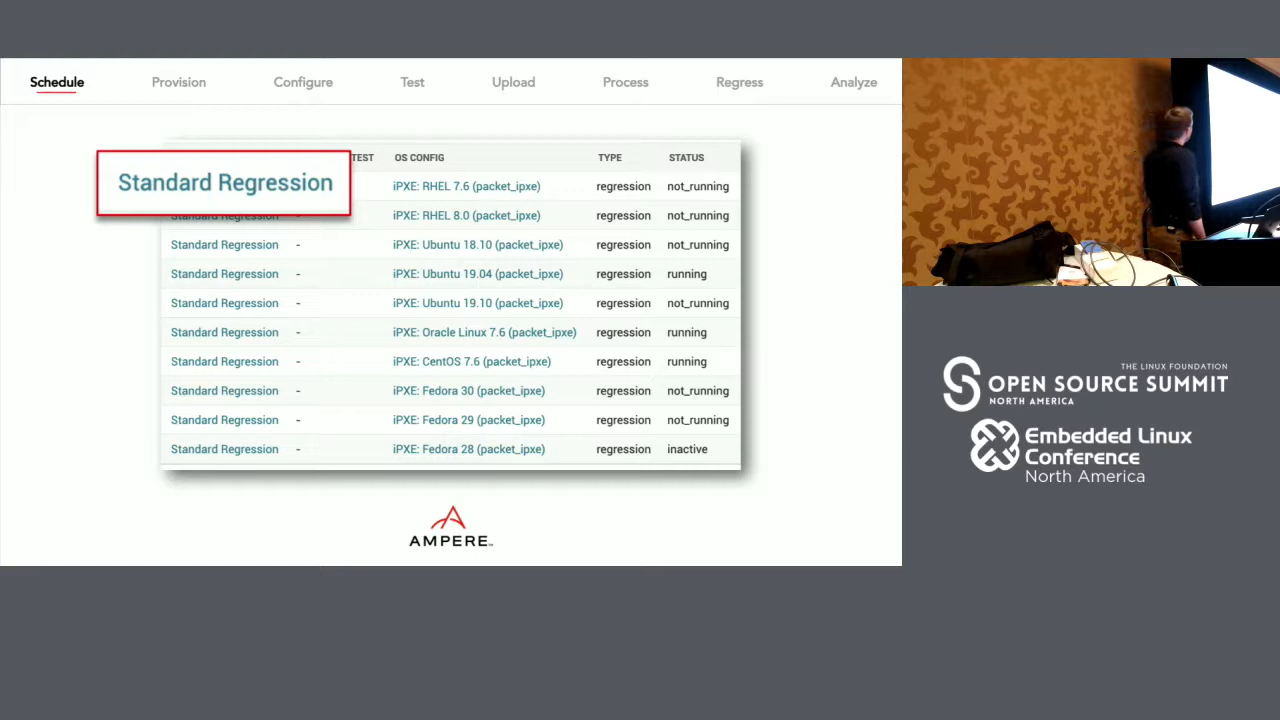 Schedule Provision Configure Test Upload Process Regress Analyze
TEST OS CONFIG TYPE STATUS
Standard Regression iPXE: RHEL 7.6 (packet_ipxe) regression not_running
Standard Regression - iPXE: RHEL 8.0 (packet_ipxe) regression not_running
Standard Regression - iPXE: Ubuntu 18.10 (packet_ipxe) regression not_running
Standard Regression - iPXE: Ubuntu 19.04 (packet_ipxe) regression running
Standard Regression - iPXE: Ubuntu 19.10 (packet_ipxe) regression not_running
Standard Regression - iPXE: Oracle Linux 7.6 (packet_ipxe) regression running
Standard Regression - iPXE: CentOS 7.6 (packet_ipxe) regression running
Standard Regression - iPXE: Fedora 30 (packet_ipxe) regression not_running
Standard Regression - iPXE: Fedora 29 (packet_ipxe) regression not_running
Standard Regression - iPXE: Fedora 28 (packet_ipxe) regression inactive
AMPERE™
THE LINUX FOUNDATION
OPEN SOURCE SUMMIT
NORTH AMERICA
Embedded Linux
Conference
North America